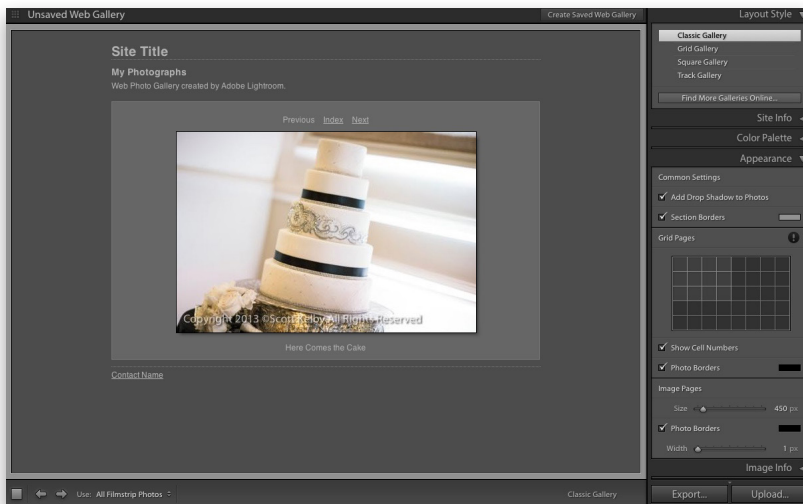 Unsaved Web Gallery
Create Saved Web Gallery
Layout Style
Site Title
My Photographs
Web Photo Gallery created by Adobe Lightroom.
Previous Index Next
Copyright 2013 ©Scott Kelby All Rights Reserved
Here Comes the Cake
Contact Name
Classic Gallery
Grid Gallery
Square Gallery
Track Gallery
Find More Galleries Online...
Site Info
Color Palette
Appearance
Common Settings
Add Drop Shadow to Photos
Section Borders
Grid Pages
Show Cell Numbers
Photo Borders
Image Pages
Size 450 px
Photo Borders
Width 1 px
Image Info
Use: All Filmstrip Photos
Classic Gallery
Export... Upload...